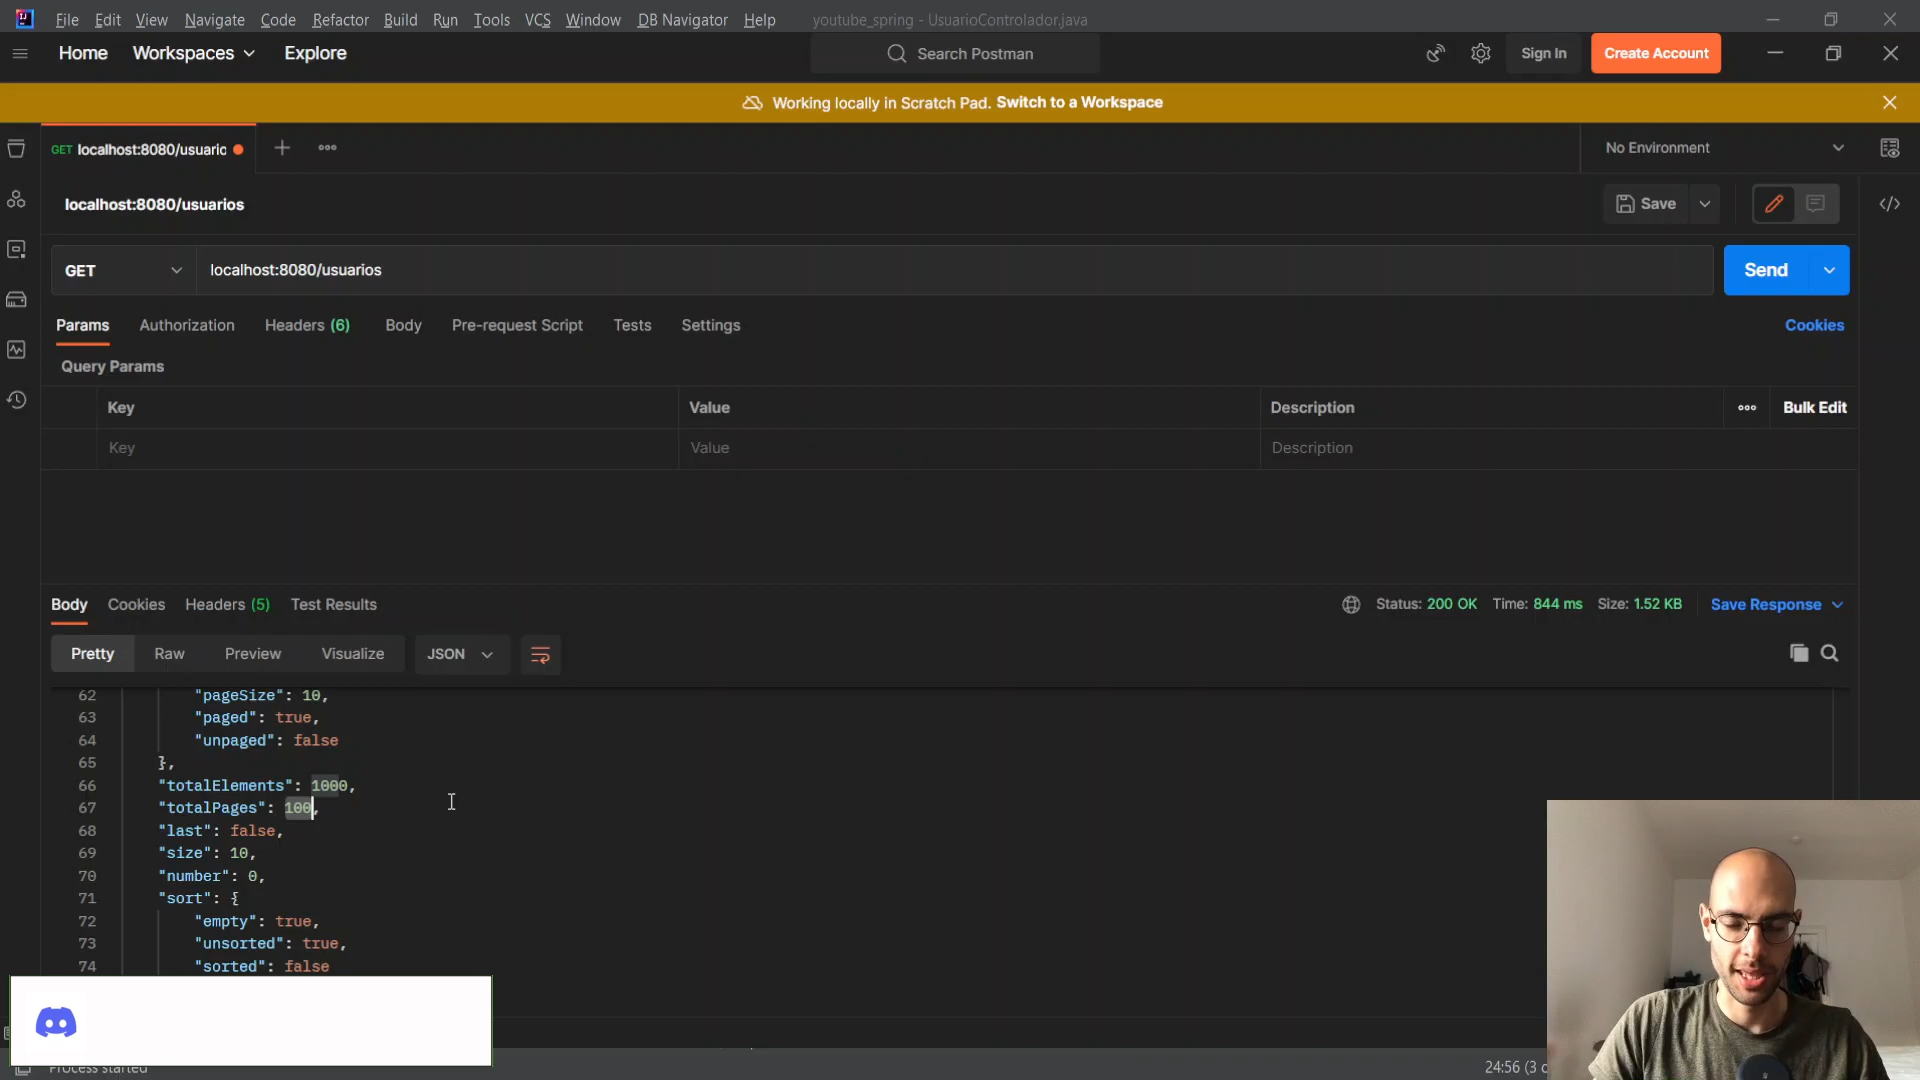 File Edit View Navigate Code Refactor Build Run Tools VCS Window DB Navigator Help youtube_spring - UsuarioControlador.java
Home Workspaces Explore Search Postman Sign In Create Account
Working locally in Scratch Pad. Switch to a Workspace
GET localhost:8080/usuario No Environment
localhost:8080/usuarios Save
GET localhost:8080/usuarios Send
Params Authorization Headers (6) Body Pre-request Script Tests Settings Cookies
Query Params
Key Value Description Bulk Edit
Key Value Description
Body Cookies Headers (5) Test Results Status: 200 OK Time: 844 ms Size: 1.52 KB Save Response
Pretty Raw Preview Visualize JSON
62 "pageSize": 10,
63 "paged": true,
64 "unpaged": false
65 },
66 "totalElements": 1000,
67 "totalPages": 100,
68 "last": false,
69 "size": 10,
70 "number": 0,
71 "sort": {
72 "empty": true,
73 "unsorted": true,
74 "sorted": false
Process started 24:56 (3 c